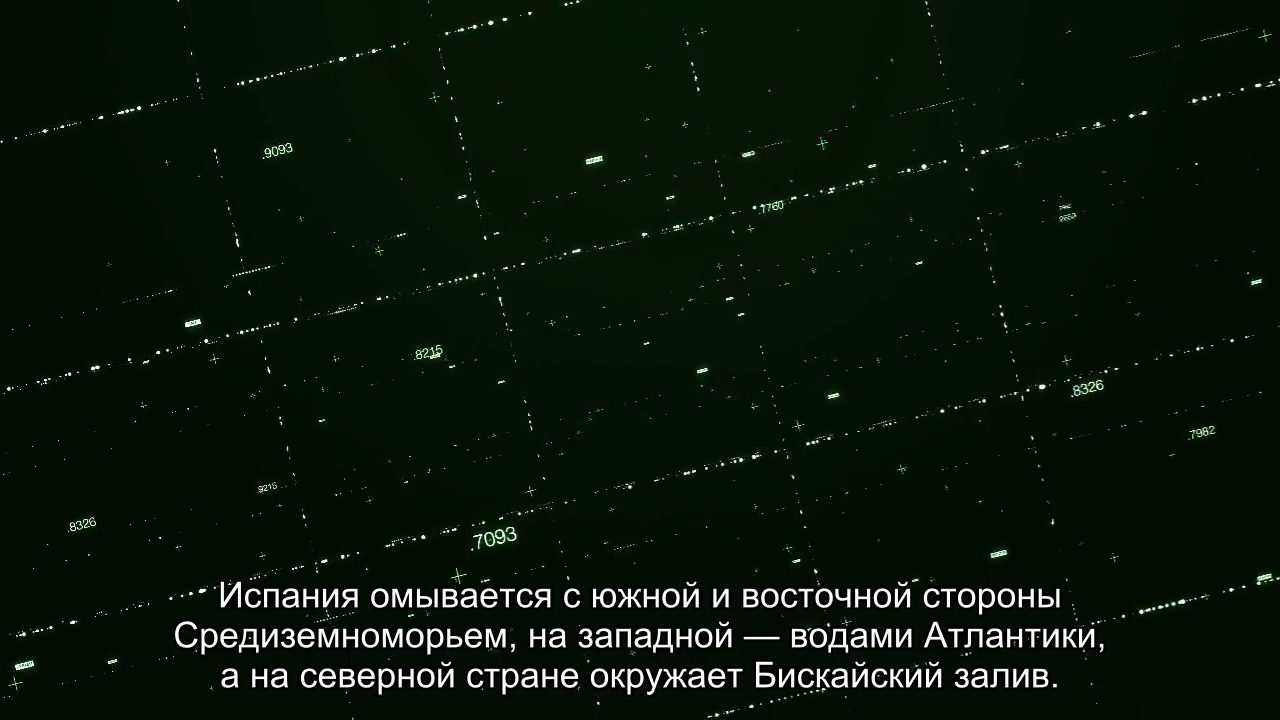 .9093
.7760
.8215
.8326
.7982
.9215
.8326
.7093
Испания омывается с южной и восточной стороны
Средиземноморьем, на западной — водами Атлантики,
а на северной стране окружает Бискайский залив.